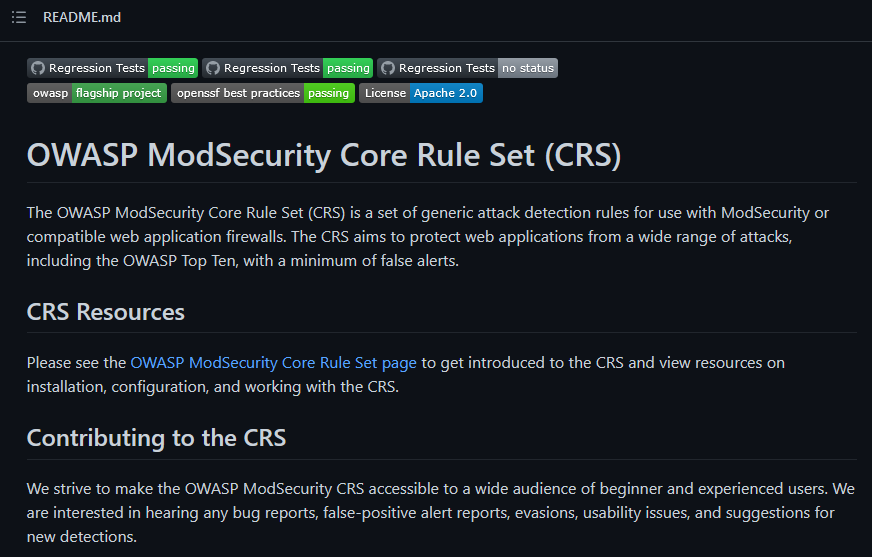 README.md
Regression Tests passing Regression Tests passing Regression Tests no status
owasp flagship project openssf best practices passing License Apache 2.0
OWASP ModSecurity Core Rule Set (CRS)
The OWASP ModSecurity Core Rule Set (CRS) is a set of generic attack detection rules for use with ModSecurity or
compatible web application firewalls. The CRS aims to protect web applications from a wide range of attacks,
including the OWASP Top Ten, with a minimum of false alerts.
CRS Resources
Please see the OWASP ModSecurity Core Rule Set page to get introduced to the CRS and view resources on
installation, configuration, and working with the CRS.
Contributing to the CRS
We strive to make the OWASP ModSecurity CRS accessible to a wide audience of beginner and experienced users. We
are interested in hearing any bug reports, false-positive alert reports, evasions, usability issues, and suggestions for
new detections.